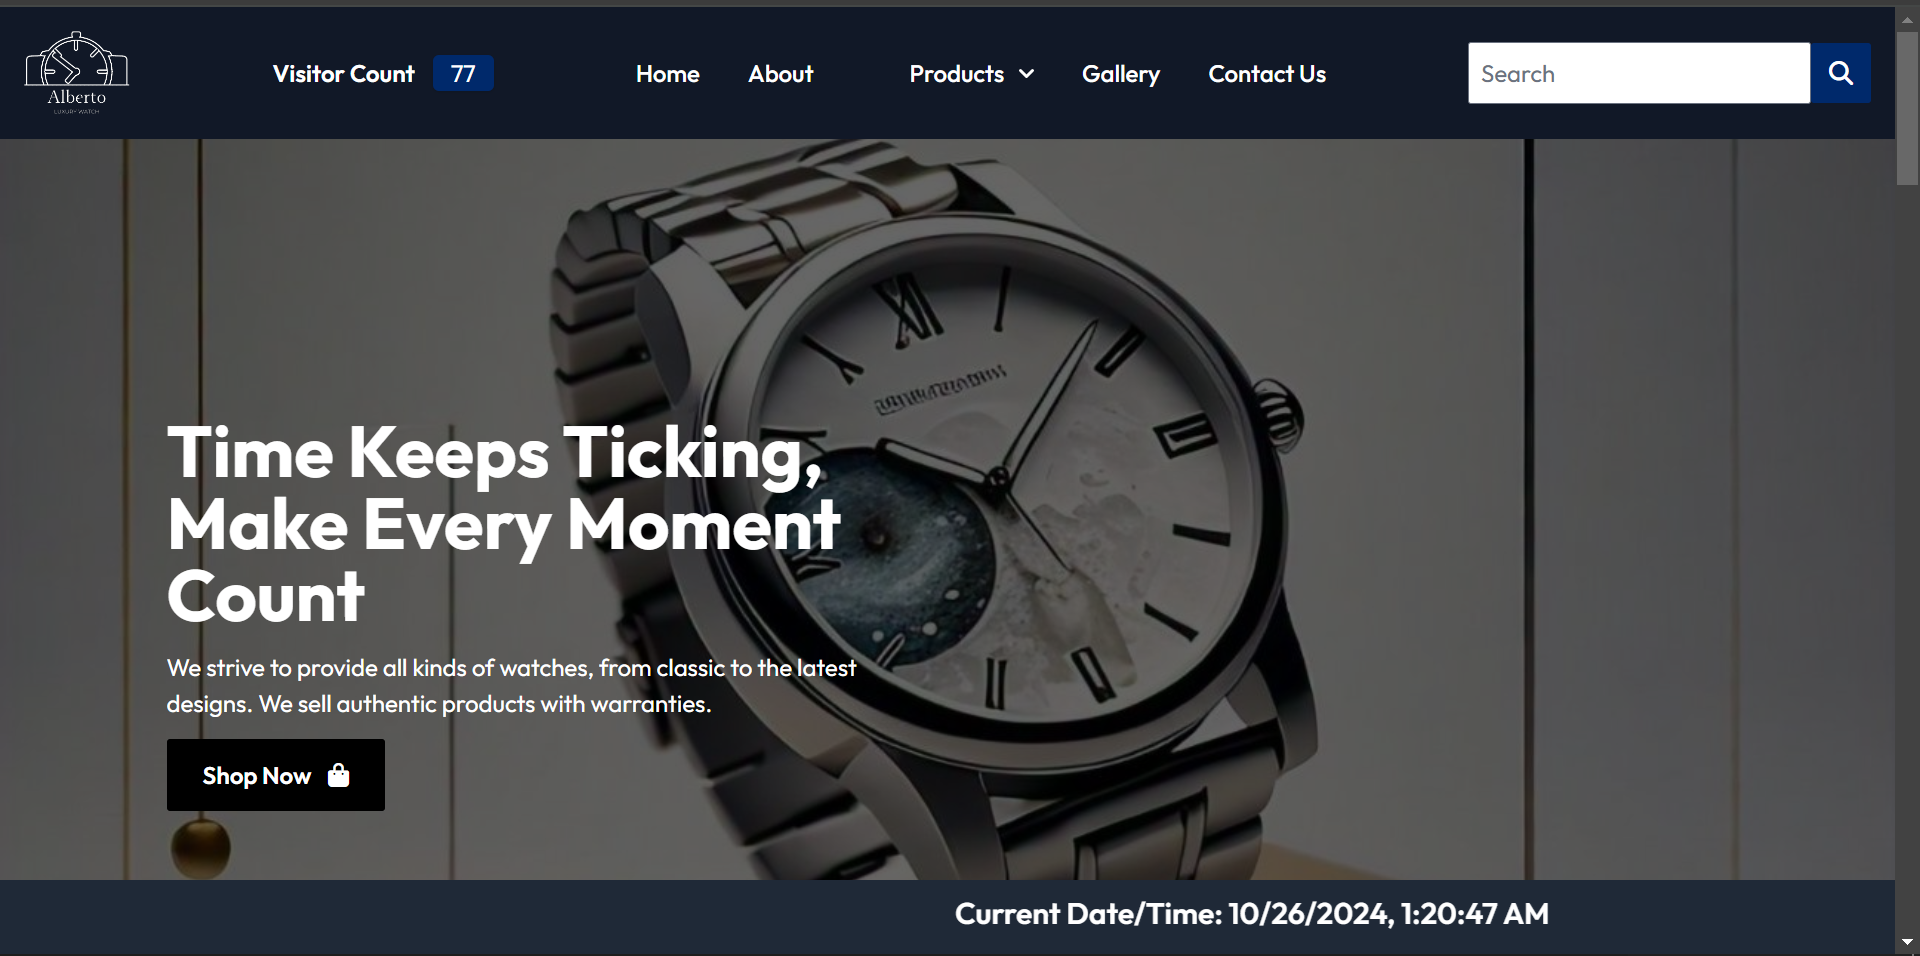 Alberto
LUXURY WATCH
Visitor Count 77
Home
About
Products
Gallery
Contact Us
Search
XII
Time Keeps Ticking,
Make Every Moment
Count
We strive to provide all kinds of watches, from classic to the latest
designs. We sell authentic products with warranties.
Shop Now
Current Date/Time: 10/26/2024, 1:20:47 AM